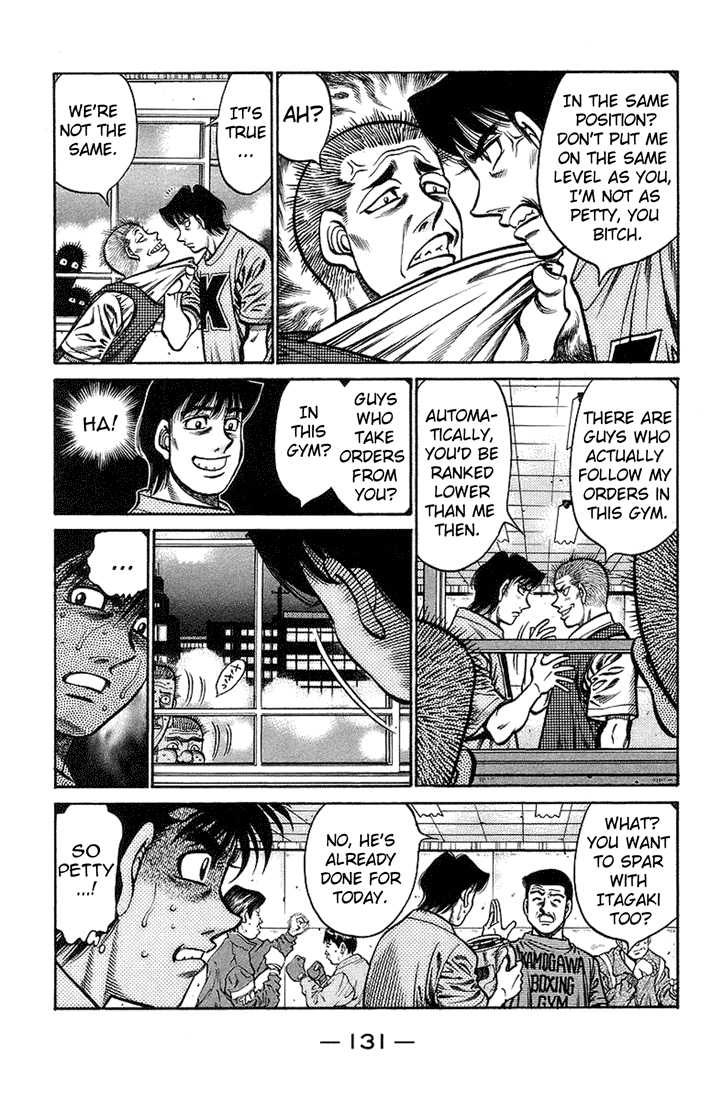 IN THE SAME
POSITION?
DON'T PUT ME
ON THE SAME
LEVEL AS YOU,
I'M NOT AS
PETTY, YOU
BITCH.
AH?
IT'S
TRUE
...
WE'RE
NOT THE
SAME.
K
THERE ARE
GUYS WHO
ACTUALLY
FOLLOW MY
ORDERS IN
THIS GYM.
AUTOMA-
TICALLY,
YOU'D BE
RANKED
LOWER
THAN ME
THEN.
GUYS
WHO
TAKE
ORDERS
FROM
YOU?
IN
THIS
GYM?
HA!
...
WHAT?
YOU WANT
TO SPAR
WITH
ITAGAKI
TOO?
KAMOGAWA
BOXING
GYM
NO, HE'S
ALREADY
DONE FOR
TODAY.
SO
PETTY
...!
— 131 —